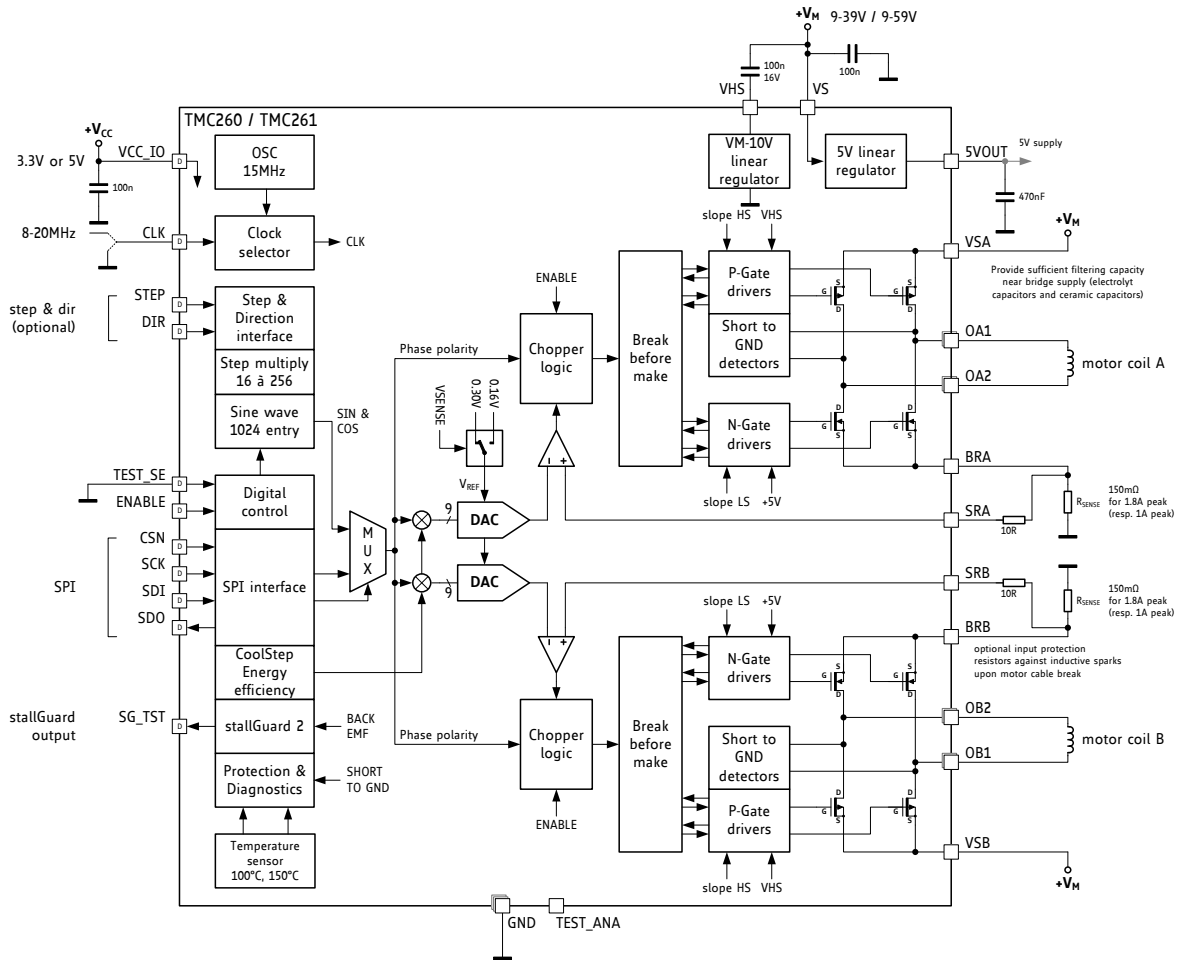 +VM 9-39V / 9-59V
100n
16V
100n
VHS
VS
TMC260 / TMC261
+VCC
3.3V or 5V
VCC_IO
D
100n
OSC
15MHz
VM-10V
linear
regulator
5V linear
regulator
5VOUT
5V supply
470nF
8-20MHz
CLK
D
Clock
selector
CLK
slope HS
VHS
+VM
VSA
Provide sufficient filtering capacity
near bridge supply (electrolyt
capacitors and ceramic capacitors)
step & dir
(optional)
STEP
D
DIR
D
Step &
Direction
interface
Step multiply
16 à 256
Sine wave
1024 entry
SIN &
COS
ENABLE
Phase polarity
Chopper
logic
Break
before
make
P-Gate
drivers
Short to
GND
detectors
N-Gate
drivers
G
S
D
G
S
D
G
D
S
G
D
S
OA1
OA2
motor coil A
VSENSE
0.30V
0.16V
VREF
- +
slope LS
+5V
BRA
SRA
10R
RSENSE
150mΩ
for 1.8A peak
(resp. 1A peak)
TEST_SE
D
ENABLE
D
Digital
control
SPI
CSN
D
SCK
D
SDI
D
SDO
D
SPI interface
M
U
X
9
DAC
9
DAC
SRB
10R
RSENSE
150mΩ
for 1.8A peak
(resp. 1A peak)
BRB
optional input protection
resistors against inductive sparks
upon motor cable break
CoolStep
Energy
efficiency
stallGuard
output
SG_TST
D
stallGuard 2
BACK
EMF
Protection &
Diagnostics
SHORT
TO GND
Temperature
sensor
100°C, 150°C
- +
Phase polarity
Chopper
logic
ENABLE
Break
before
make
slope LS
+5V
N-Gate
drivers
Short to
GND
detectors
P-Gate
drivers
slope HS
VHS
G
S
D
G
S
D
G
D
S
G
D
S
OB2
OB1
motor coil B
VSB
+VM
GND
TEST_ANA